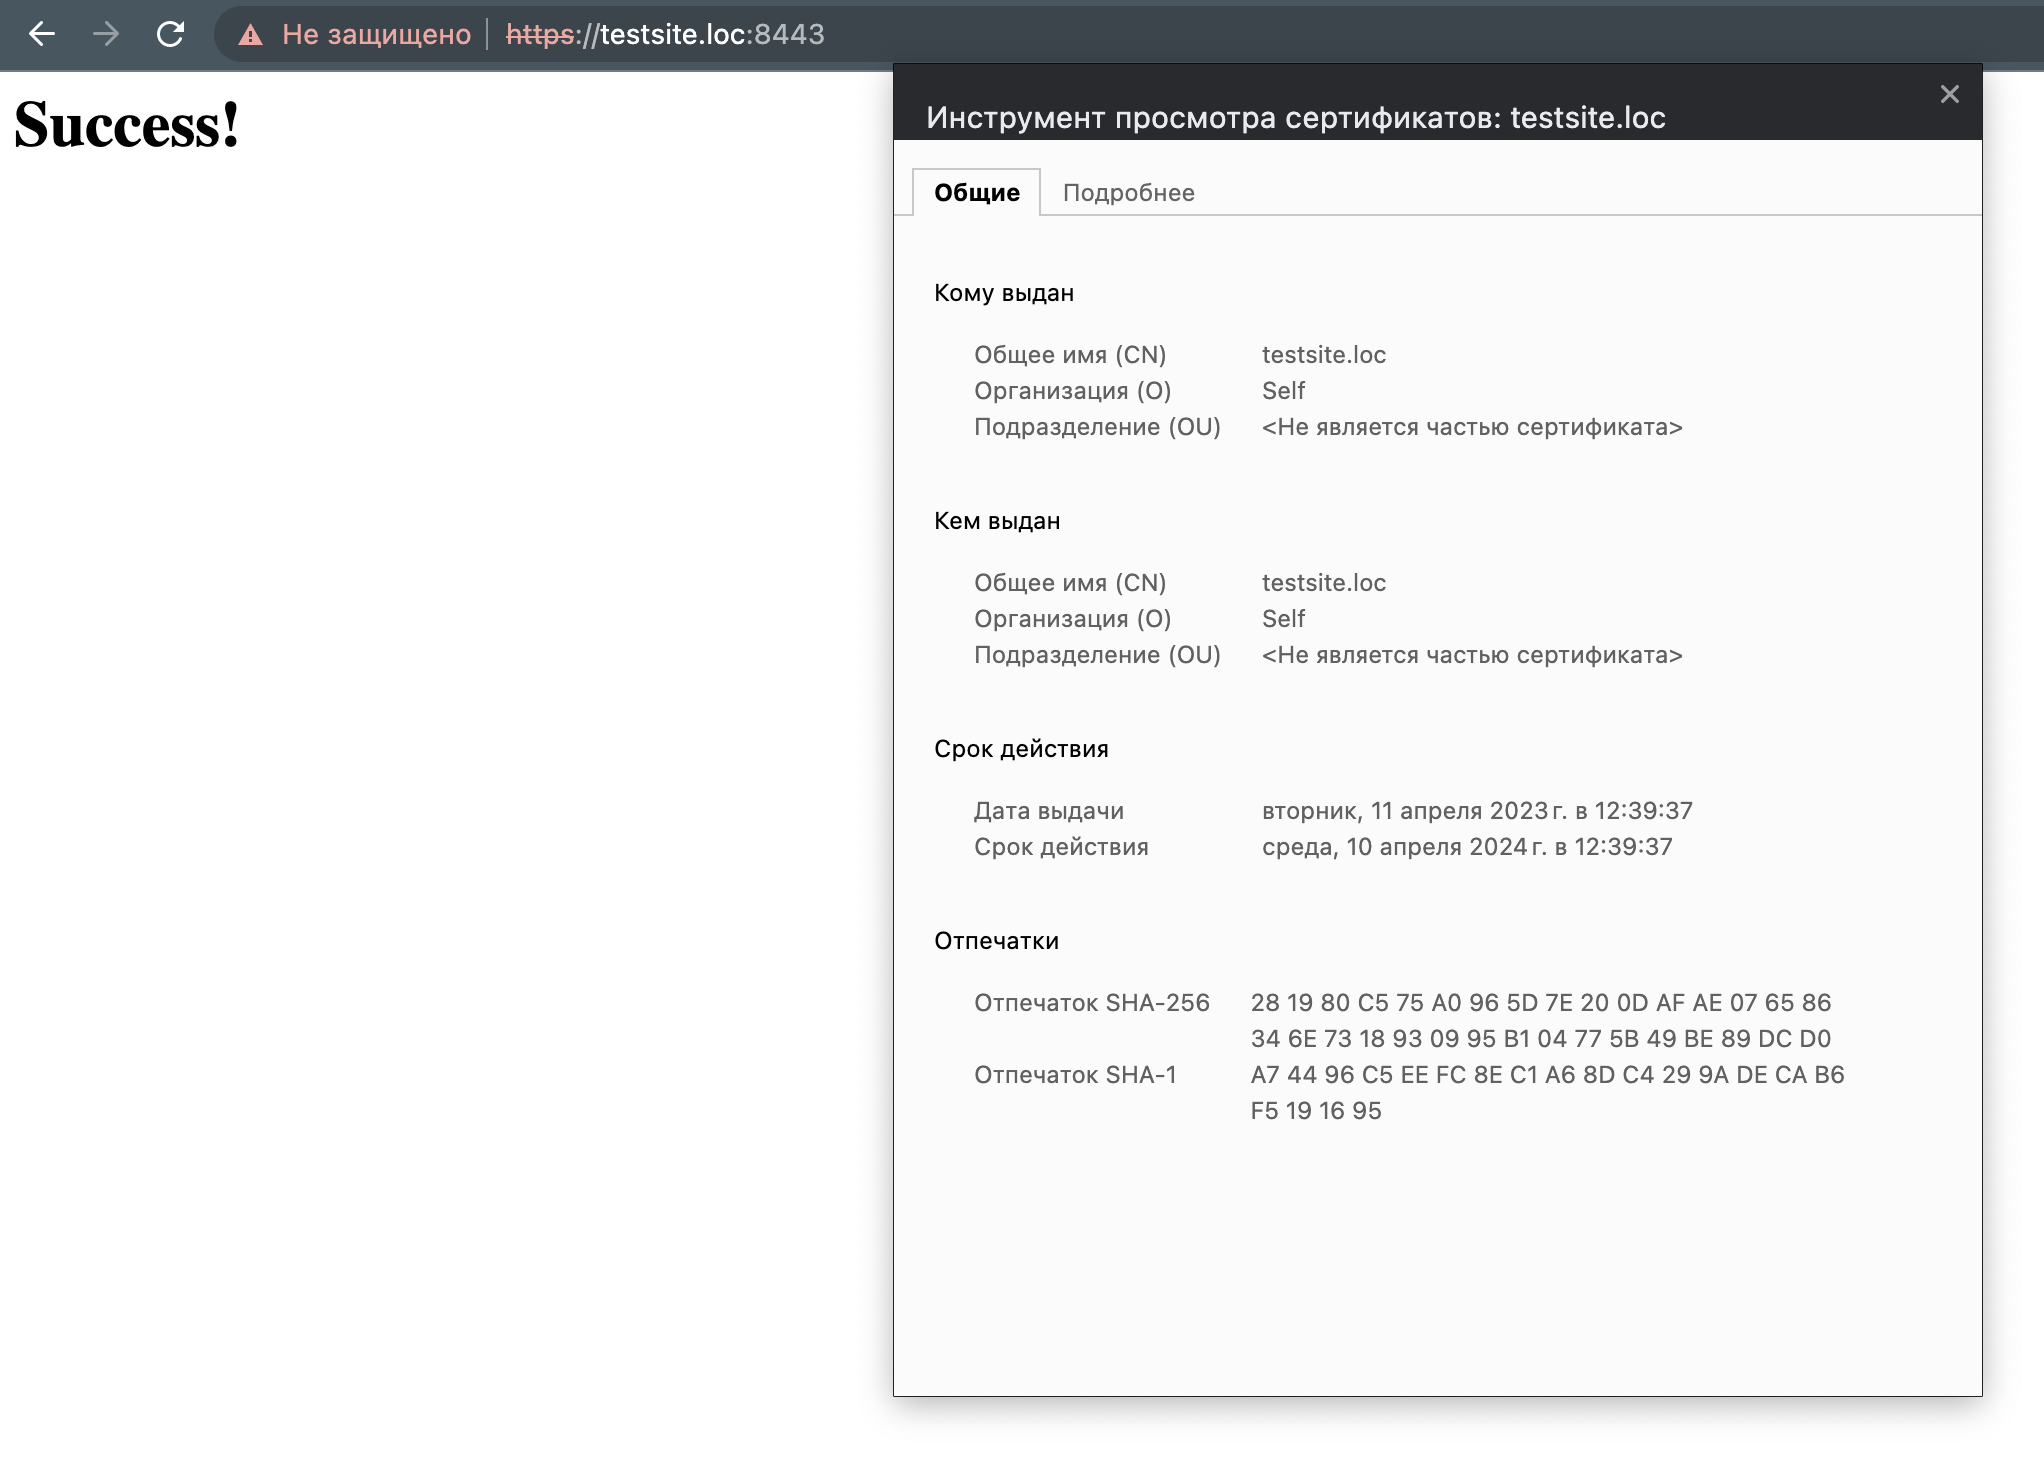 Не защищено https://testsite.loc:8443
Success!
Инструмент просмотра сертификатов: testsite.loc
Общие Подробнее
Кому выдан
Общее имя (CN) testsite.loc
Организация (O) Self
Подразделение (OU) <Не является частью сертификата>
Кем выдан
Общее имя (CN) testsite.loc
Организация (O) Self
Подразделение (OU) <Не является частью сертификата>
Срок действия
Дата выдачи вторник, 11 апреля 2023 г. в 12:39:37
Срок действия среда, 10 апреля 2024 г. в 12:39:37
Отпечатки
Отпечаток SHA-256 28 19 80 C5 75 A0 96 5D 7E 20 0D AF AE 07 65 86
34 6E 73 18 93 09 95 B1 04 77 5B 49 BE 89 DC D0
Отпечаток SHA-1 A7 44 96 C5 EE FC 8E C1 A6 8D C4 29 9A DE CA B6
F5 19 16 95